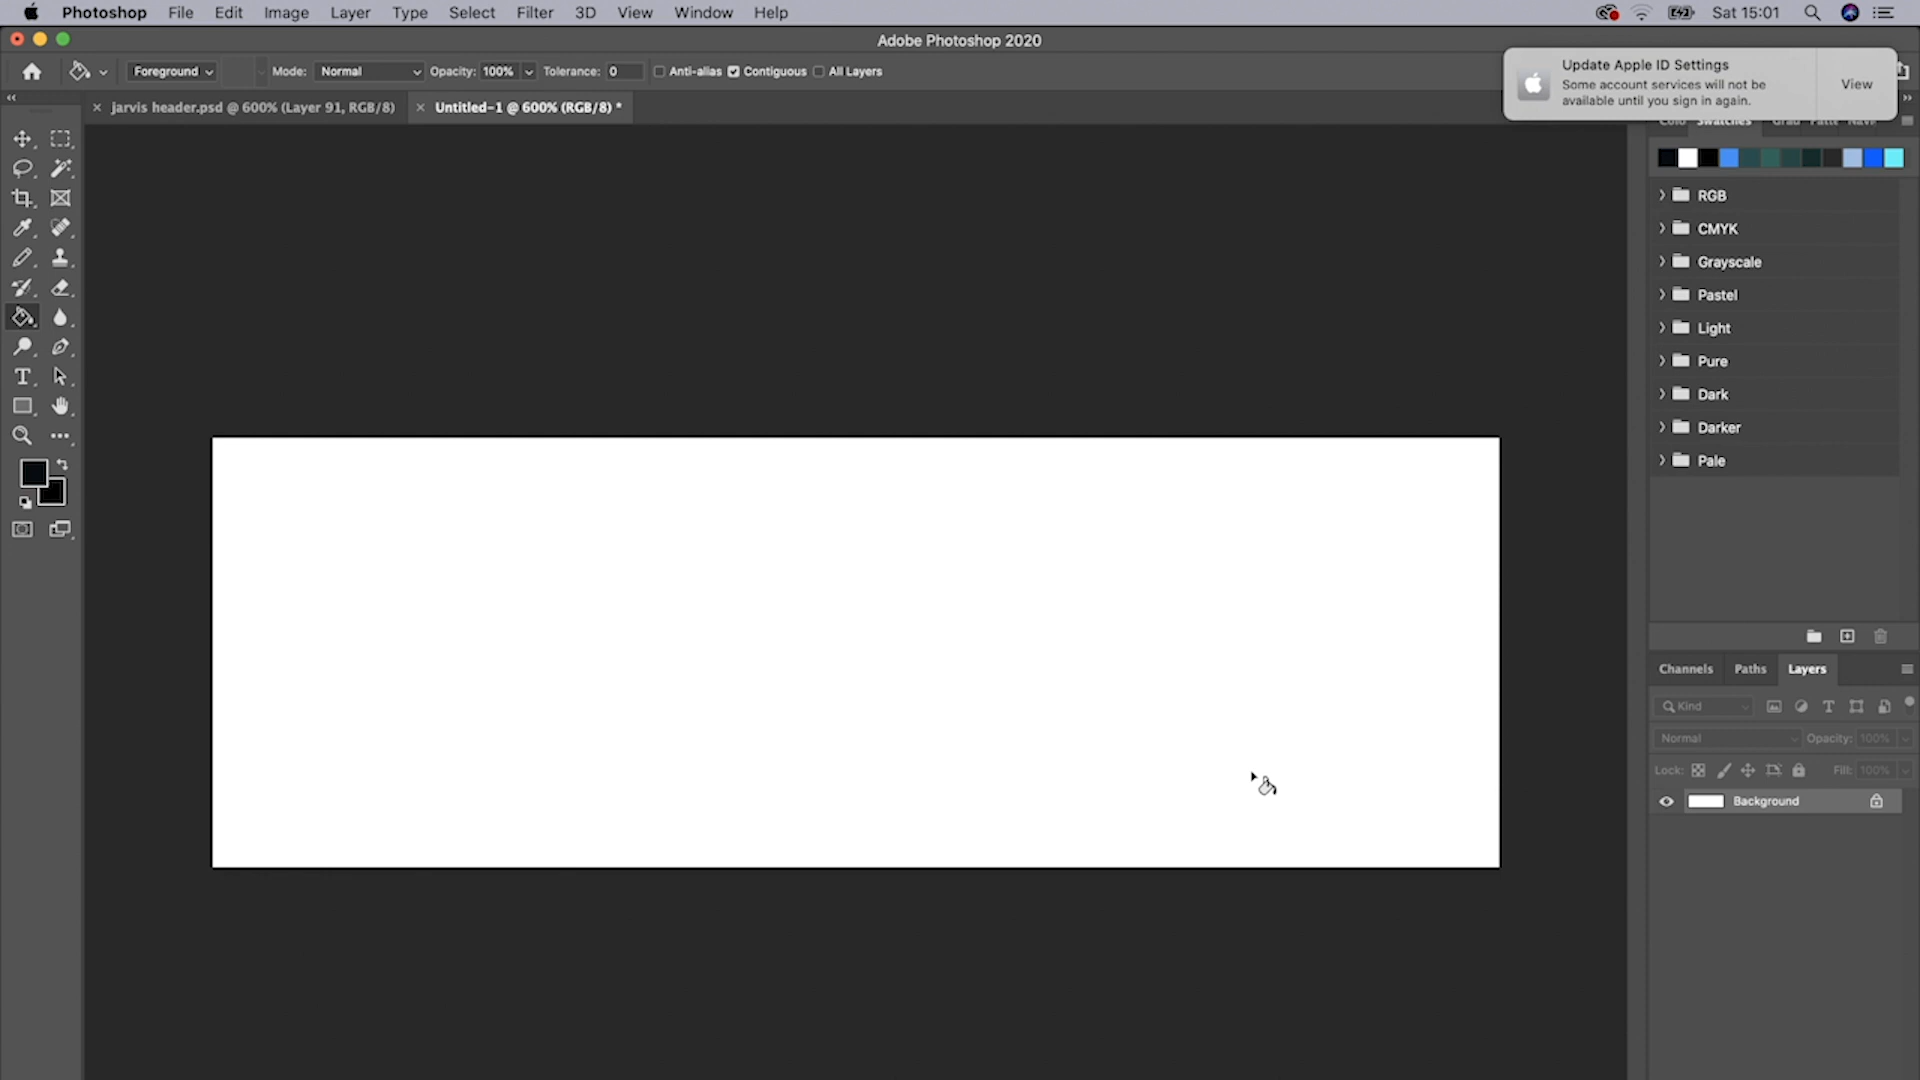 Photoshop File Edit Image Layer Type Select Filter 3D View Window Help Sat 15:01
Adobe Photoshop 2020
Foreground Mode: Normal Opacity: 100% Tolerance: 0 Anti-alias Contiguous All Layers
Update Apple ID Settings
Some account services will not be
available until you sign in again.
View
jarvis header.psd @ 600% (Layer 91, RGB/8)
Untitled-1 @ 600% (RGB/8) *
Swatches
RGB
CMYK
Grayscale
Pastel
Light
Pure
Dark
Darker
Pale
Channels Paths Layers
Kind
Normal Opacity: 100%
Lock: Fill: 100%
Background